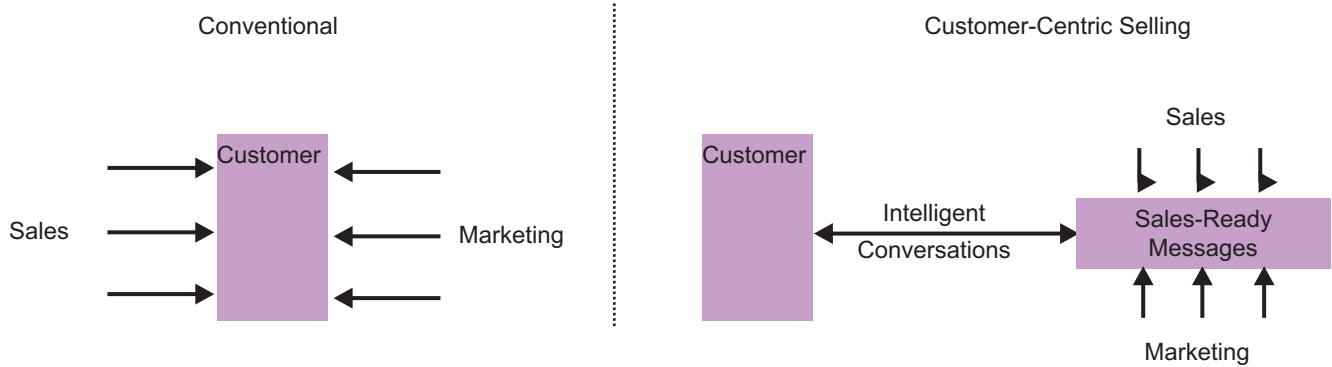 Conventional
Customer
Sales
Marketing
Customer-Centric Selling
Customer
Intelligent
Conversations
Sales
Sales-Ready
Messages
Marketing